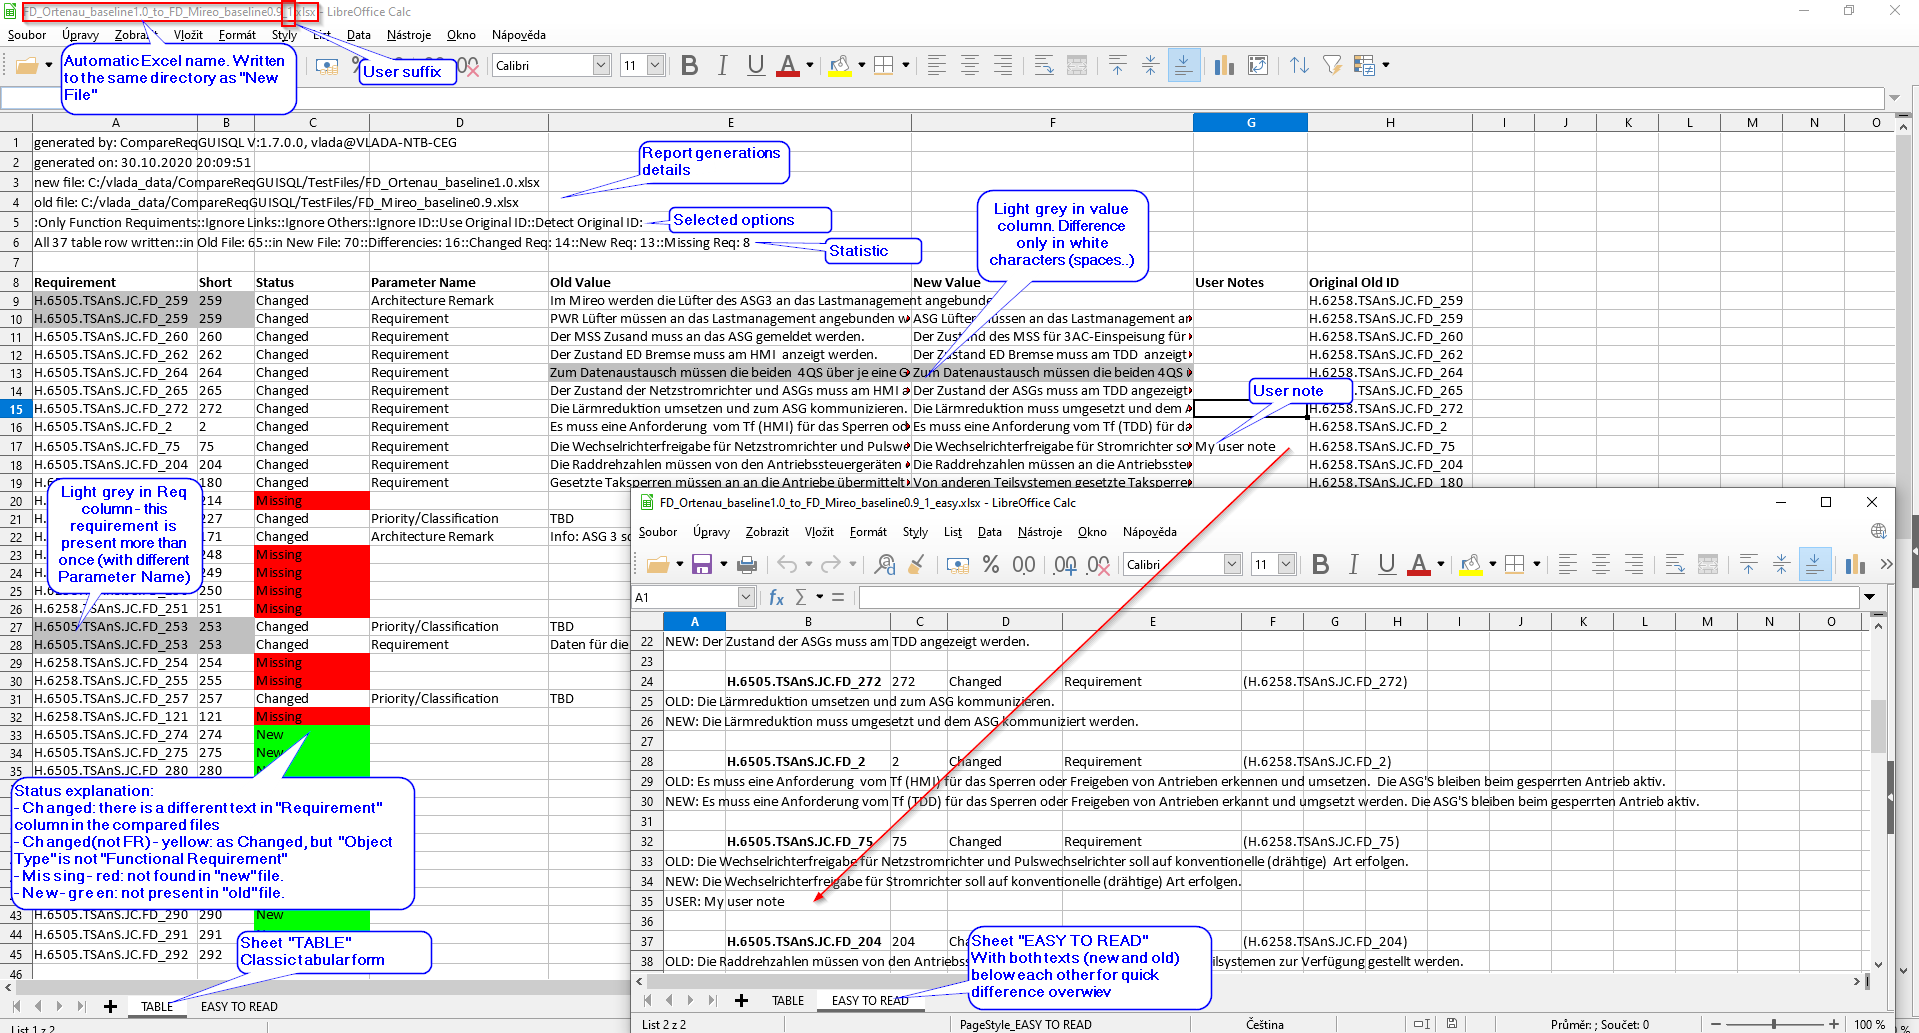 FD_Ortenau_baseline1.0_to_FD_Mireo_baseline0.9_1.xlsx - LibreOffice Calc
Soubor Úpravy Zobrazit Vložit Formát Styly List Data Nástroje Okno Nápověda
Automatic Excel name. Written
to the same directory as "New
File"
User suffix
Calibri 11
A B C D E F G H I J K L M N O
1 generated by: CompareReqGUISQL V:1.7.0.0, vlada@VLADA-NTB-CEG
2 generated on: 30.10.2020 20:09:51
3 new file: C:/vlada_data/CompareReqGUISQL/TestFiles/FD_Ortenau_baseline1.0.xlsx
4 old file: C:/vlada_data/CompareReqGUISQL/TestFiles/FD_Mireo_baseline0.9.xlsx
5 :Only Function Requiments::Ignore Links::Ignore Others::Ignore ID::Use Original ID::Detect Original ID:
6 All 37 table row written::in Old File: 65::in New File: 70::Differencies: 16::Changed Req: 14::New Req: 13::Missing Req: 8
7
Report generations
details
Selected options
Statistic
Light grey in value
column. Difference
only in white
characters (spaces..)
8 Requirement Short Status Parameter Name Old Value New Value User Notes Original Old ID
9 H.6505.TSAnS.JC.FD_259 259 Changed Architecture Remark Im Mireo werden die Lüfter des ASG3 an das Lastmanagement angebunde H.6258.TSAnS.JC.FD_259
10 H.6505.TSAnS.JC.FD_259 259 Changed Requirement PWR Lüfter müssen an das Lastmanagement angebunden w ASG Lüfter müssen an das Lastmanagement an H.6258.TSAnS.JC.FD_259
11 H.6505.TSAnS.JC.FD_260 260 Changed Requirement Der MSS Zusand muss an das ASG gemeldet werden. Der Zustand des MSS für 3AC-Einspeisung für H.6258.TSAnS.JC.FD_260
12 H.6505.TSAnS.JC.FD_262 262 Changed Requirement Der Zustand ED Bremse muss am HMI anzeigt werden. Der Zustand ED Bremse muss am TDD anzeigt H.6258.TSAnS.JC.FD_262
13 H.6505.TSAnS.JC.FD_264 264 Changed Requirement Zum Datenaustausch müssen die beiden 4QS über je eine G Zum Datenaustausch müssen die beiden 4QS H.6258.TSAnS.JC.FD_264
14 H.6505.TSAnS.JC.FD_265 265 Changed Requirement Der Zustand der Netzstromrichter und ASGs muss am HMI a Der Zustand der ASGs muss am TDD angezeigt .TSAnS.JC.FD_265
15 H.6505.TSAnS.JC.FD_272 272 Changed Requirement Die Lärmreduktion umsetzen und zum ASG kommunizieren. Die Lärmreduktion muss umgesetzt und dem A H.6258.TSAnS.JC.FD_272
16 H.6505.TSAnS.JC.FD_2 2 Changed Requirement Es muss eine Anforderung vom Tf (HMI) für das Sperren od Es muss eine Anforderung vom Tf (TDD) für da H.6258.TSAnS.JC.FD_2
17 H.6505.TSAnS.JC.FD_75 75 Changed Requirement Die Wechselrichterfreigabe für Netzstromrichter und Pulswe Die Wechselrichterfreigabe für Stromrichter so My user note H.6258.TSAnS.JC.FD_75
18 H.6505.TSAnS.JC.FD_204 204 Changed Requirement Die Raddrehzahlen müssen von den Antriebssteuergeräten Die Raddrehzahlen müssen an die Antriebsste H.6258.TSAnS.JC.FD_204
19 H. 180 Changed Requirement Gesetzte Taksperren müssen an an die Antriebe übermittelt Von anderen Teilsystemen gesetzte Taksperre H.6258.TSAnS.JC.FD_180
User note
20 H. 214 Missing
21 H. 227 Changed Priority/Classification TBD
22 H. 171 Changed Architecture Remark Info: ASG 3 so
23 H. 248 Missing
24 H. 249 Missing
25 H. 250 Missing
26 H.6258.TSAnS.JC.FD_251 251 Missing
27 H.6505.TSAnS.JC.FD_253 253 Changed Priority/Classification TBD
28 H.6505.TSAnS.JC.FD_253 253 Changed Requirement Daten für die
29 H.6258.TSAnS.JC.FD_254 254 Missing
30 H.6258.TSAnS.JC.FD_255 255 Missing
31 H.6505.TSAnS.JC.FD_257 257 Changed Priority/Classification TBD
32 H.6258.TSAnS.JC.FD_121 121 Missing
33 H.6505.TSAnS.JC.FD_274 274 New
34 H.6505.TSAnS.JC.FD_275 275 New
35 H.6505.TSAnS.JC.FD_280 280
Light grey in Req
column - this
requirement is
present more than
once (with different
Parameter Name)
Status explanation:
- Changed: there is a different text in "Requirement"
column in the compared files
- Changed(not FR) - yellow: as Changed, but "Object
Type" is not "Functional Requirement"
- Missing - red: not found in "new" file.
- New - green: not present in "old" file.
43 H.6505.TSAnS.JC.FD_290 290 New
44 H.6505.TSAnS.JC.FD_291 291
45 H.6505.TSAnS.JC.FD_292 292
46
Sheet "TABLE"
Classic tabular form
TABLE EASY TO READ
List 1 z 2
FD_Ortenau_baseline1.0_to_FD_Mireo_baseline0.9_1_easy.xlsx - LibreOffice Calc
Soubor Úpravy Zobrazit Vložit Formát Styly List Data Nástroje Okno Nápověda
Calibri 11
A1
A B C D E F G H I J K L M N O
22 NEW: Der Zustand der ASGs muss am TDD angezeigt werden.
23
24 H.6505.TSAnS.JC.FD_272 272 Changed Requirement (H.6258.TSAnS.JC.FD_272)
25 OLD: Die Lärmreduktion umsetzen und zum ASG kommunizieren.
26 NEW: Die Lärmreduktion muss umgesetzt und dem ASG kommuniziert werden.
27
28 H.6505.TSAnS.JC.FD_2 2 Changed Requirement (H.6258.TSAnS.JC.FD_2)
29 OLD: Es muss eine Anforderung vom Tf (HMI) für das Sperren oder Freigeben von Antrieben erkennen und umsetzen. Die ASG'S bleiben beim gesperrten Antrieb aktiv.
30 NEW: Es muss eine Anforderung vom Tf (TDD) für das Sperren oder Freigeben von Antrieben erkannt und umgsetzt werden. Die ASG'S bleiben beim gesperrten Antrieb aktiv.
31
32 H.6505.TSAnS.JC.FD_75 75 Changed Requirement (H.6258.TSAnS.JC.FD_75)
33 OLD: Die Wechselrichterfreigabe für Netzstromrichter und Pulswechselrichter soll auf konventionelle (drähtige) Art erfolgen.
34 NEW: Die Wechselrichterfreigabe für Stromrichter soll auf konventionelle (drähtige) Art erfolgen.
35 USER: My user note
36
37 H.6505.TSAnS.JC.FD_204 204 Cha (H.6258.TSAnS.JC.FD_204)
38 OLD: Die Raddrehzahlen müssen von den Antriebss ilsystemen zur Verfügung gestellt werden.
Sheet "EASY TO READ"
With both texts (new and old)
below each other for quick
difference overwiev
TABLE EASY TO READ
List 2 z 2 PageStyle_EASY TO READ Čeština Průměr: ; Součet: 0 100 %